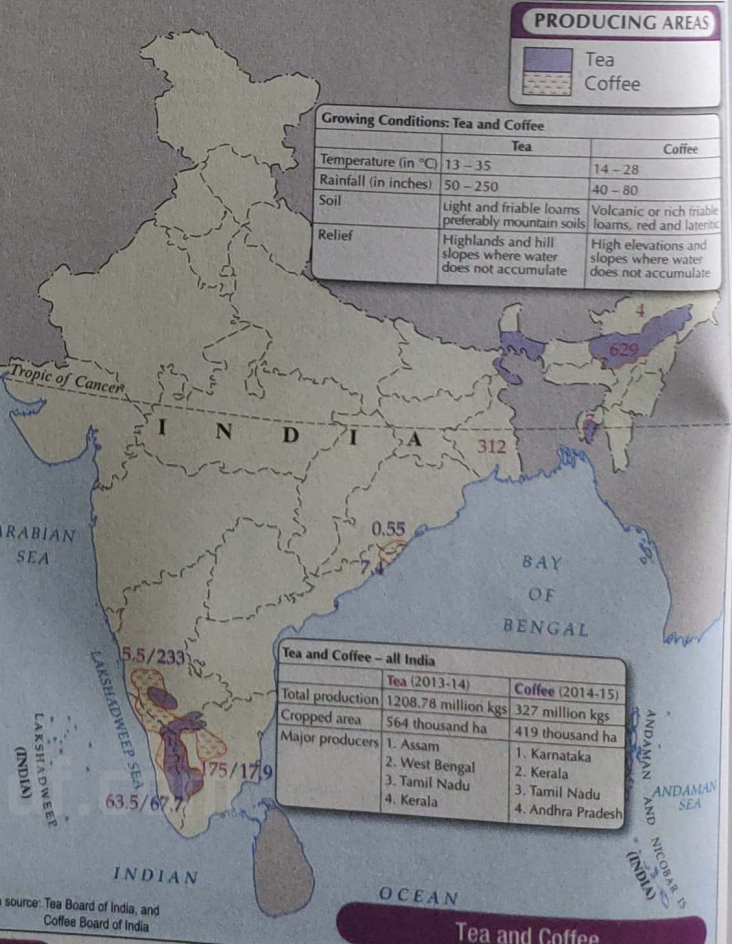 PRODUCING AREAS
Tea
Coffee
Growing Conditions: Tea and Coffee
Tea Coffee
Temperature (in °C) 13 – 35 14 – 28
Rainfall (in inches) 50 – 250 40 – 80
Soil Light and friable loams Volcanic or rich friable
preferably mountain soils loams, red and lateritic
Relief Highlands and hill High elevations and
slopes where water slopes where water
does not accumulate does not accumulate
4
629
Tropic of Cancer
I N D I A
312
ARABIAN
SEA
0.55
7.4
BAY
OF
BENGAL
5.5/233
LAKSHADWEEP SEA
LAKSHADWEEP
(INDIA)
175/17.9
63.5/67.7
Tea and Coffee – all India
Tea (2013-14) Coffee (2014-15)
Total production 1208.78 million kgs 327 million kgs
Cropped area 564 thousand ha 419 thousand ha
Major producers 1. Assam 1. Karnataka
2. West Bengal 2. Kerala
3. Tamil Nadu 3. Tamil Nadu
4. Kerala 4. Andhra Pradesh
ANDAMAN AND NICOBAR IS
(INDIA)
ANDAMAN
SEA
INDIAN OCEAN
source: Tea Board of India, and
Coffee Board of India
Tea and Coffee